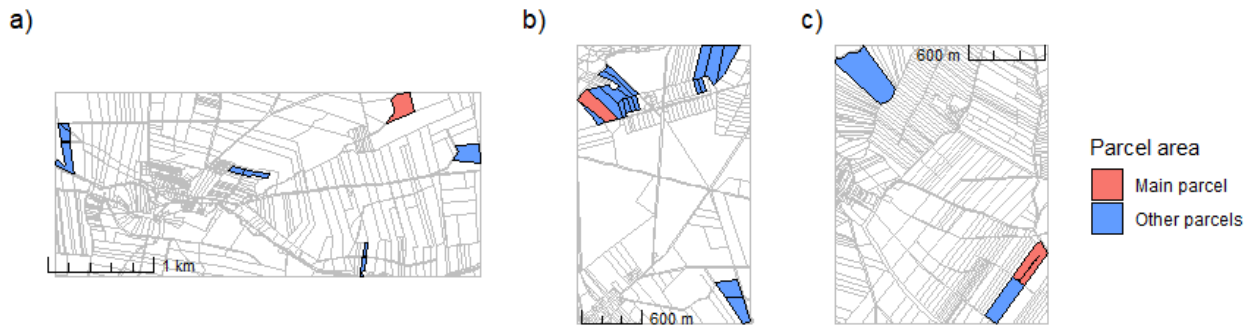 a)
b)
c)
1 km
600 m
600 m
Parcel area
Main parcel
Other parcels